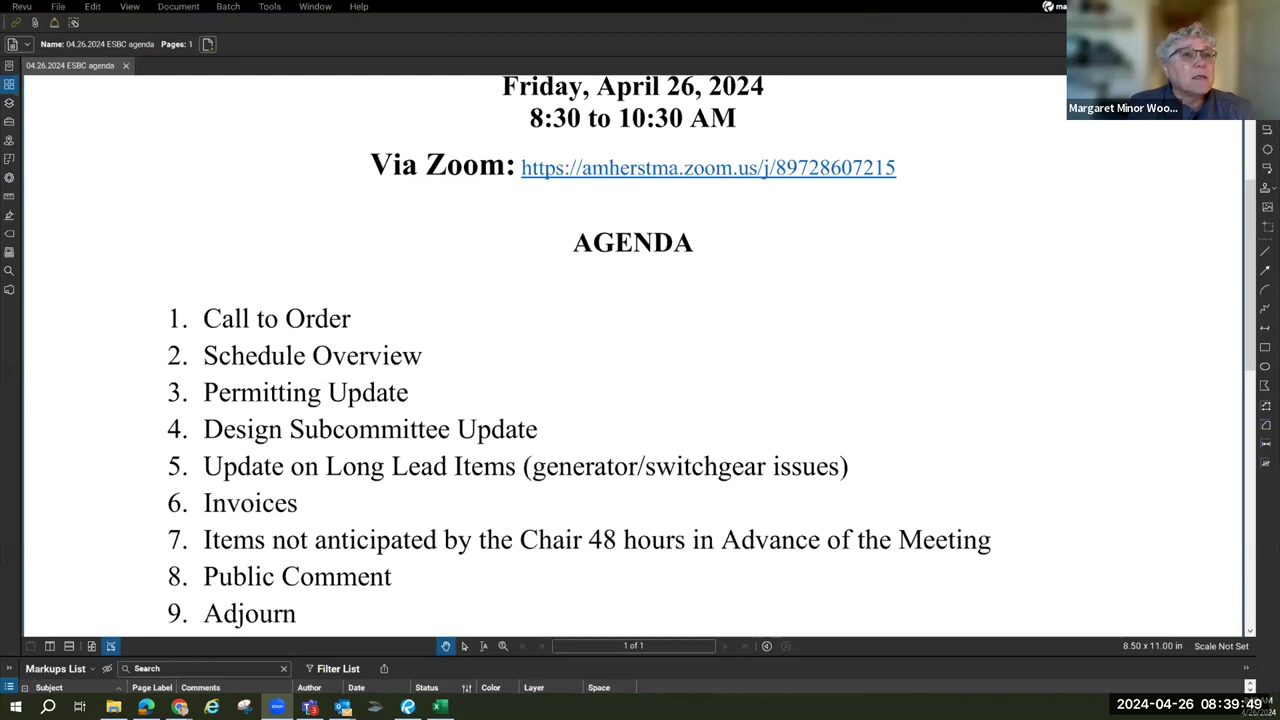 Revu File Edit View Document Batch Tools Window Help
Name: 04.26.2024 ESBC agenda Pages: 1
04.26.2024 ESBC agenda
Margaret Minor Woo...
Friday, April 26, 2024
8:30 to 10:30 AM
Via Zoom: https://amherstma.zoom.us/j/89728607215
AGENDA
1. Call to Order
2. Schedule Overview
3. Permitting Update
4. Design Subcommittee Update
5. Update on Long Lead Items (generator/switchgear issues)
6. Invoices
7. Items not anticipated by the Chair 48 hours in Advance of the Meeting
8. Public Comment
9. Adjourn
1 of 1
8.50 x 11.00 in Scale Not Set
Markups List Search Filter List
Subject Page Label Comments Author Date Status Color Layer Space
2024-04-26 08:39:49